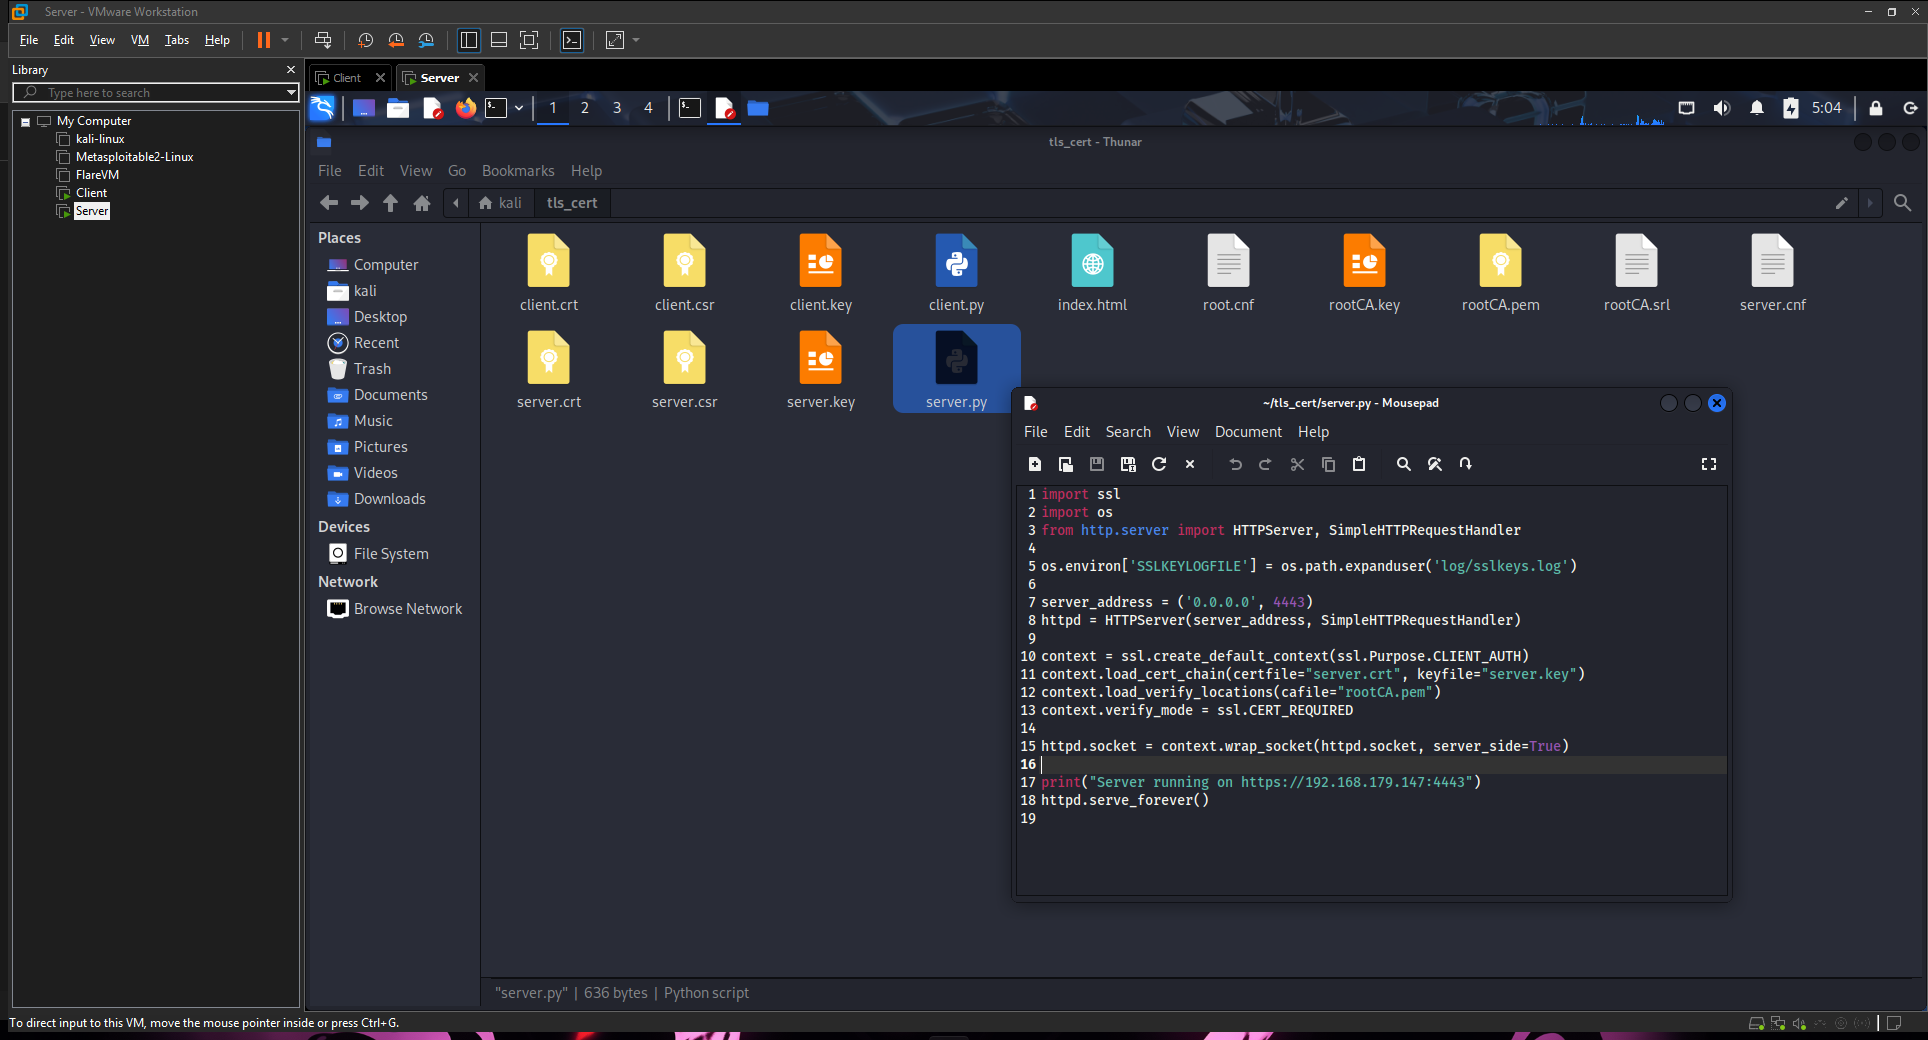 Server - VMware Workstation
File Edit View VM Tabs Help
Library
Type here to search
My Computer
kali-linux
Metasploitable2-Linux
FlareVM
Client
Server
Client
Server
1 2 3 4
5:04
tls_cert - Thunar
File Edit View Go Bookmarks Help
kali
tls_cert
Places
Computer
kali
Desktop
Recent
Trash
Documents
Music
Pictures
Videos
Downloads
Devices
File System
Network
Browse Network
client.crt client.csr client.key client.py index.html root.cnf rootCA.key rootCA.pem rootCA.srl server.cnf
server.crt server.csr server.key server.py
~/tls_cert/server.py - Mousepad
File Edit Search View Document Help
1 import ssl
2 import os
3 from http.server import HTTPServer, SimpleHTTPRequestHandler
4
5 os.environ['SSLKEYLOGFILE'] = os.path.expanduser('log/sslkeys.log')
6
7 server_address = ('0.0.0.0', 4443)
8 httpd = HTTPServer(server_address, SimpleHTTPRequestHandler)
9
10 context = ssl.create_default_context(ssl.Purpose.CLIENT_AUTH)
11 context.load_cert_chain(certfile="server.crt", keyfile="server.key")
12 context.load_verify_locations(cafile="rootCA.pem")
13 context.verify_mode = ssl.CERT_REQUIRED
14
15 httpd.socket = context.wrap_socket(httpd.socket, server_side=True)
16
17 print("Server running on https://192.168.179.147:4443")
18 httpd.serve_forever()
19
"server.py" | 636 bytes | Python script
To direct input to this VM, move the mouse pointer inside or press Ctrl+G.